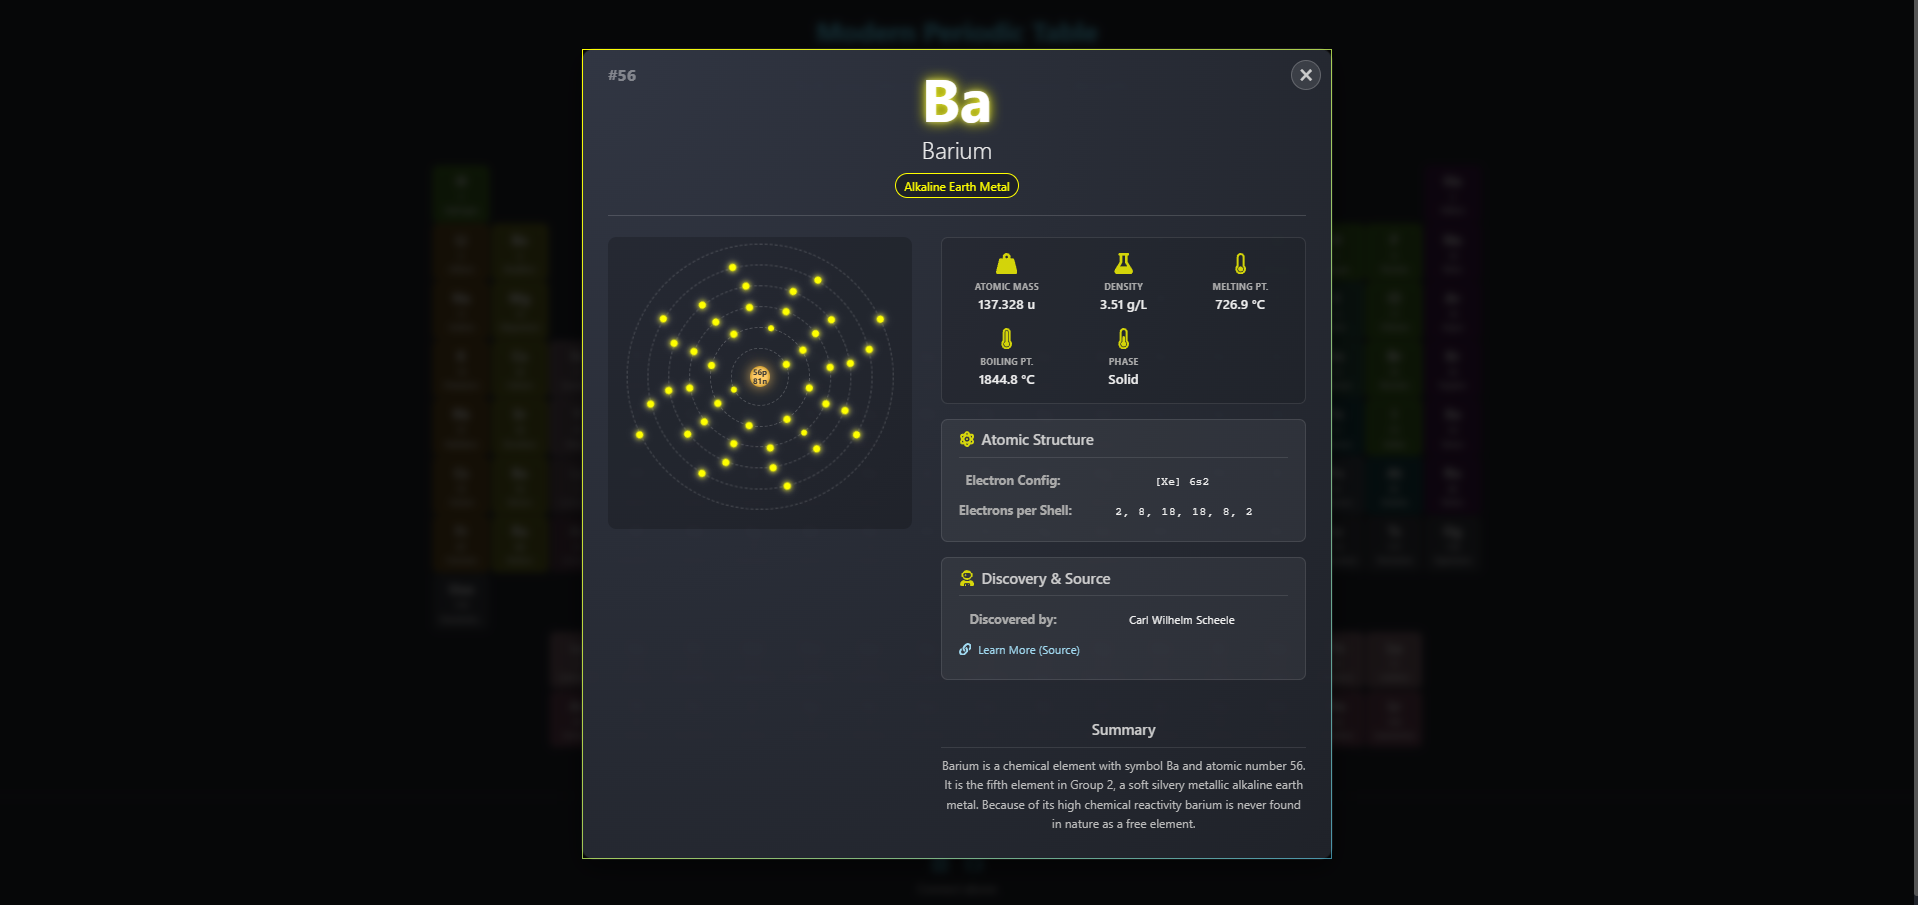 Modern Periodic Table
#56
Ba
Barium
Alkaline Earth Metal
56p
81n
ATOMIC MASS
137.328 u
DENSITY
3.51 g/L
MELTING PT.
726.9 °C
BOILING PT.
1844.8 °C
PHASE
Solid
Atomic Structure
Electron Config: [Xe] 6s2
Electrons per Shell: 2, 8, 18, 18, 8, 2
Discovery & Source
Discovered by: Carl Wilhelm Scheele
Learn More (Source)
Summary
Barium is a chemical element with symbol Ba and atomic number 56.
It is the fifth element in Group 2, a soft silvery metallic alkaline earth
metal. Because of its high chemical reactivity barium is never found
in nature as a free element.